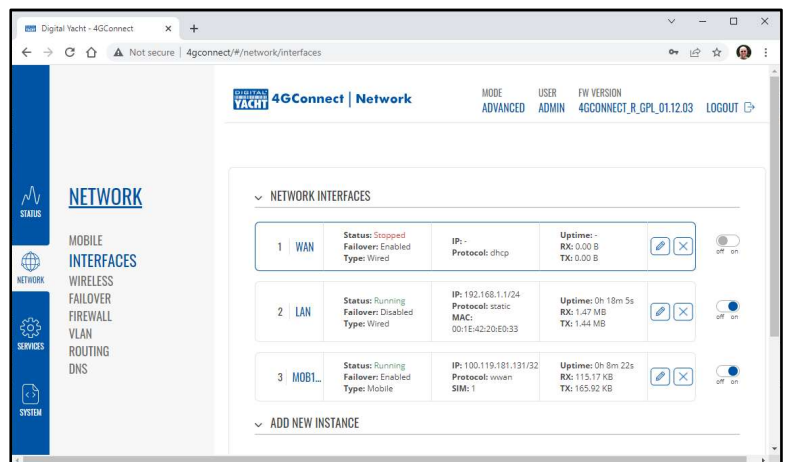 Digital Yacht - 4GConnect
Not secure | 4gconnect/#/network/interfaces
DIGITAL YACHT 4GConnect | Network
MODE
ADVANCED
USER
ADMIN
FW VERSION
4GCONNECT_R_GPL_01.12.03
LOGOUT
STATUS
NETWORK
SERVICES
SYSTEM
NETWORK
MOBILE
INTERFACES
WIRELESS
FAILOVER
FIREWALL
VLAN
ROUTING
DNS
NETWORK INTERFACES
1 WAN
Status: Stopped
Failover: Enabled
Type: Wired
IP: -
Protocol: dhcp
Uptime: -
RX: 0.00 B
TX: 0.00 B
off on
2 LAN
Status: Running
Failover: Disabled
Type: Wired
IP: 192.168.1.1/24
Protocol: static
MAC:
00:1E:42:20:E0:33
Uptime: 0h 18m 5s
RX: 1.47 MB
TX: 1.44 MB
off on
3 MOB1...
Status: Running
Failover: Enabled
Type: Mobile
IP: 100.119.181.131/32
Protocol: wwan
SIM: 1
Uptime: 0h 8m 22s
RX: 115.17 KB
TX: 165.92 KB
off on
ADD NEW INSTANCE